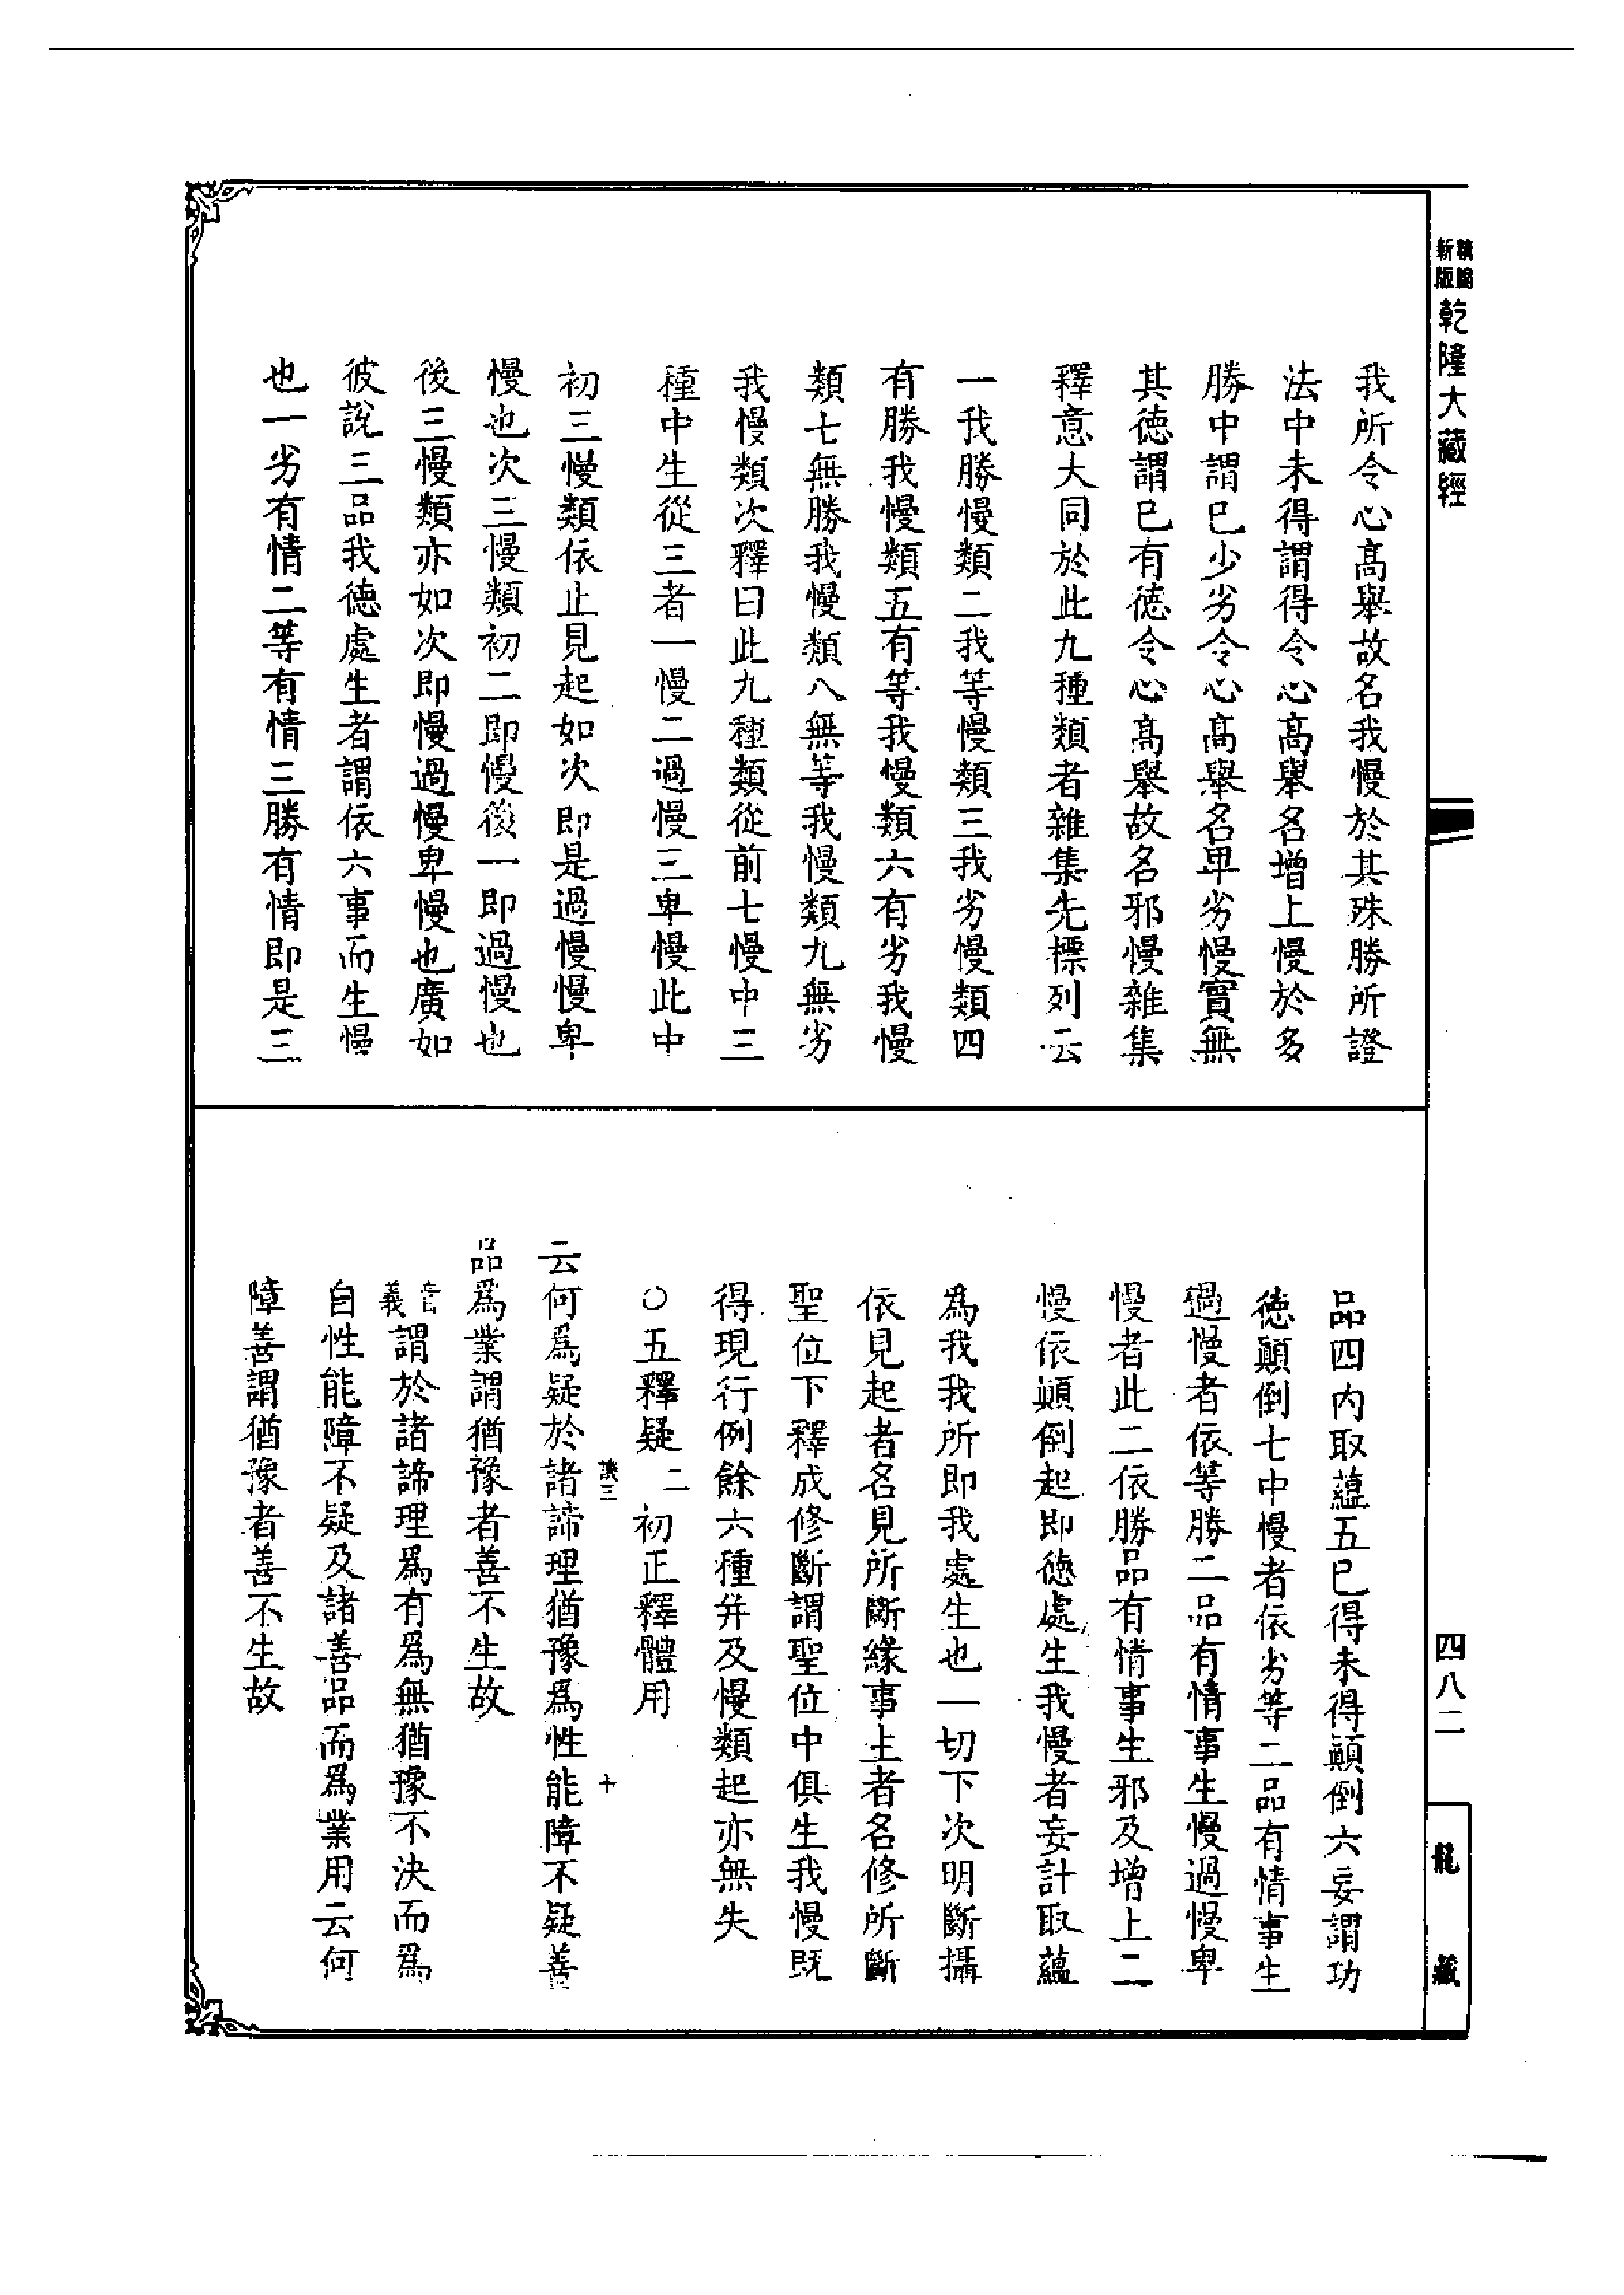 新版
乾隆大藏經
四八二
龍藏
我所令心高舉故名我慢於其殊勝所證
法中未得謂得令心高舉名增上慢於多
勝中謂已少劣令心高舉名卑劣慢實無
其德謂已有德令心高舉故名邪慢雜集
釋意大同於此九種類者雜集先標列云
一我勝慢類二我等慢類三我劣慢類四
有勝我慢類五有等我慢類六有劣我慢
類七無勝我慢類八無等我慢類九無劣
我慢類次釋曰此九種類從前七慢中三
種中生從三者一慢二過慢三卑慢此中
初三慢類依止見起如次即是過慢慢卑
慢也次三慢類初二即慢後一即過慢也
後三慢類亦如次即慢過慢卑慢也廣如
彼說三品我德處生者謂依六事而生慢
也一劣有情二等有情三勝有情即是三
品四內取蘊五已得未得顛倒六妄謂功
德顛倒七中慢者依劣等二品有情事生
過慢者依等勝二品有情事生慢過慢卑
慢者此二依勝品有情事生邪及增上二
慢依顛倒起即德處生我慢者妄計取蘊
為我我所即我處生也一切下次明斷攝
依見起者名見所斷緣事上者名修所斷
聖位下釋成修斷謂聖位中俱生我慢既
得現行例餘六種并及慢類起亦無失
○五釋疑二初正釋體用
三 十
云何爲疑於諸諦理猶豫爲性能障不疑善
品爲業謂猶豫者善不生故
音義謂於諸諦理爲有爲無猶豫不決而爲
自性能障不疑及諸善品而爲業用云何
障善謂猶豫者善不生故